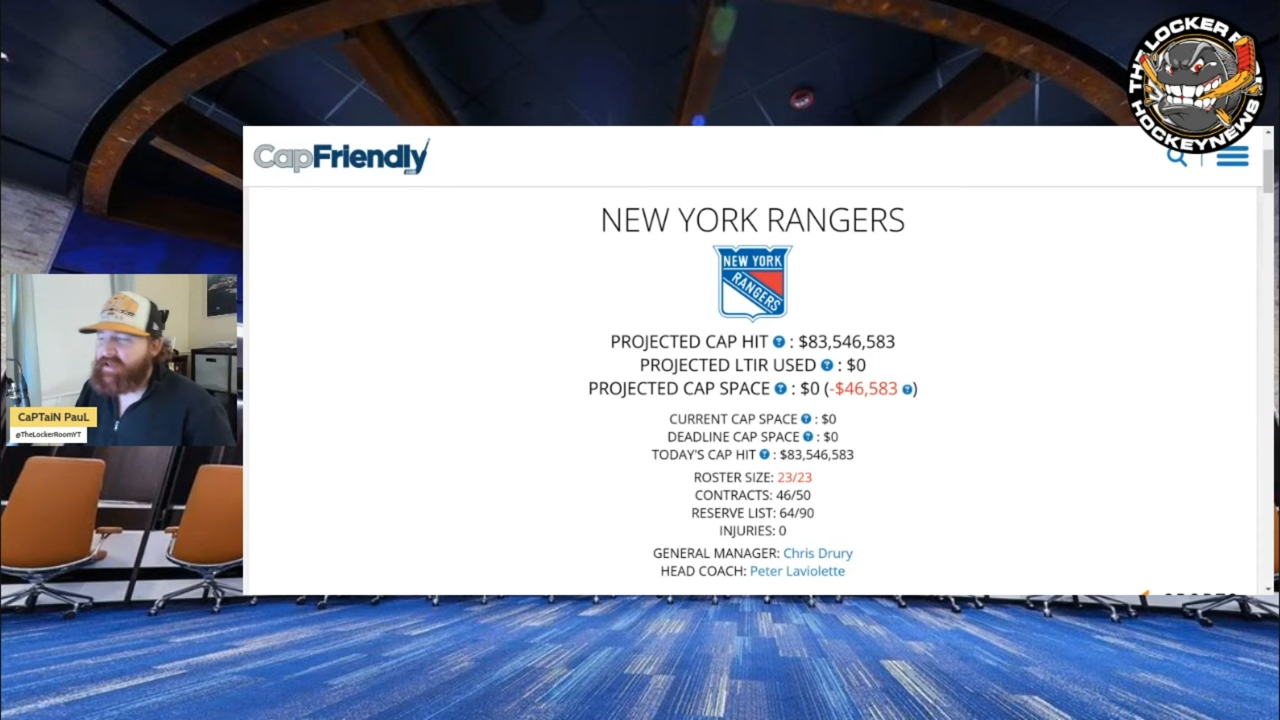 THE LOCKER
HOCKEYNEWS
CapFriendly
NEW YORK RANGERS
NEW YORK
RANGERS
PROJECTED CAP HIT ? : $83,546,583
PROJECTED LTIR USED ? : $0
PROJECTED CAP SPACE ? : $0 (-$46,583 ?)
CURRENT CAP SPACE ? : $0
DEADLINE CAP SPACE ? : $0
TODAY'S CAP HIT ? : $83,546,583
ROSTER SIZE: 23/23
CONTRACTS: 46/50
RESERVE LIST: 64/90
INJURIES: 0
GENERAL MANAGER: Chris Drury
HEAD COACH: Peter Laviolette
CaPTaiN PauL
@TheLockerRoomYT